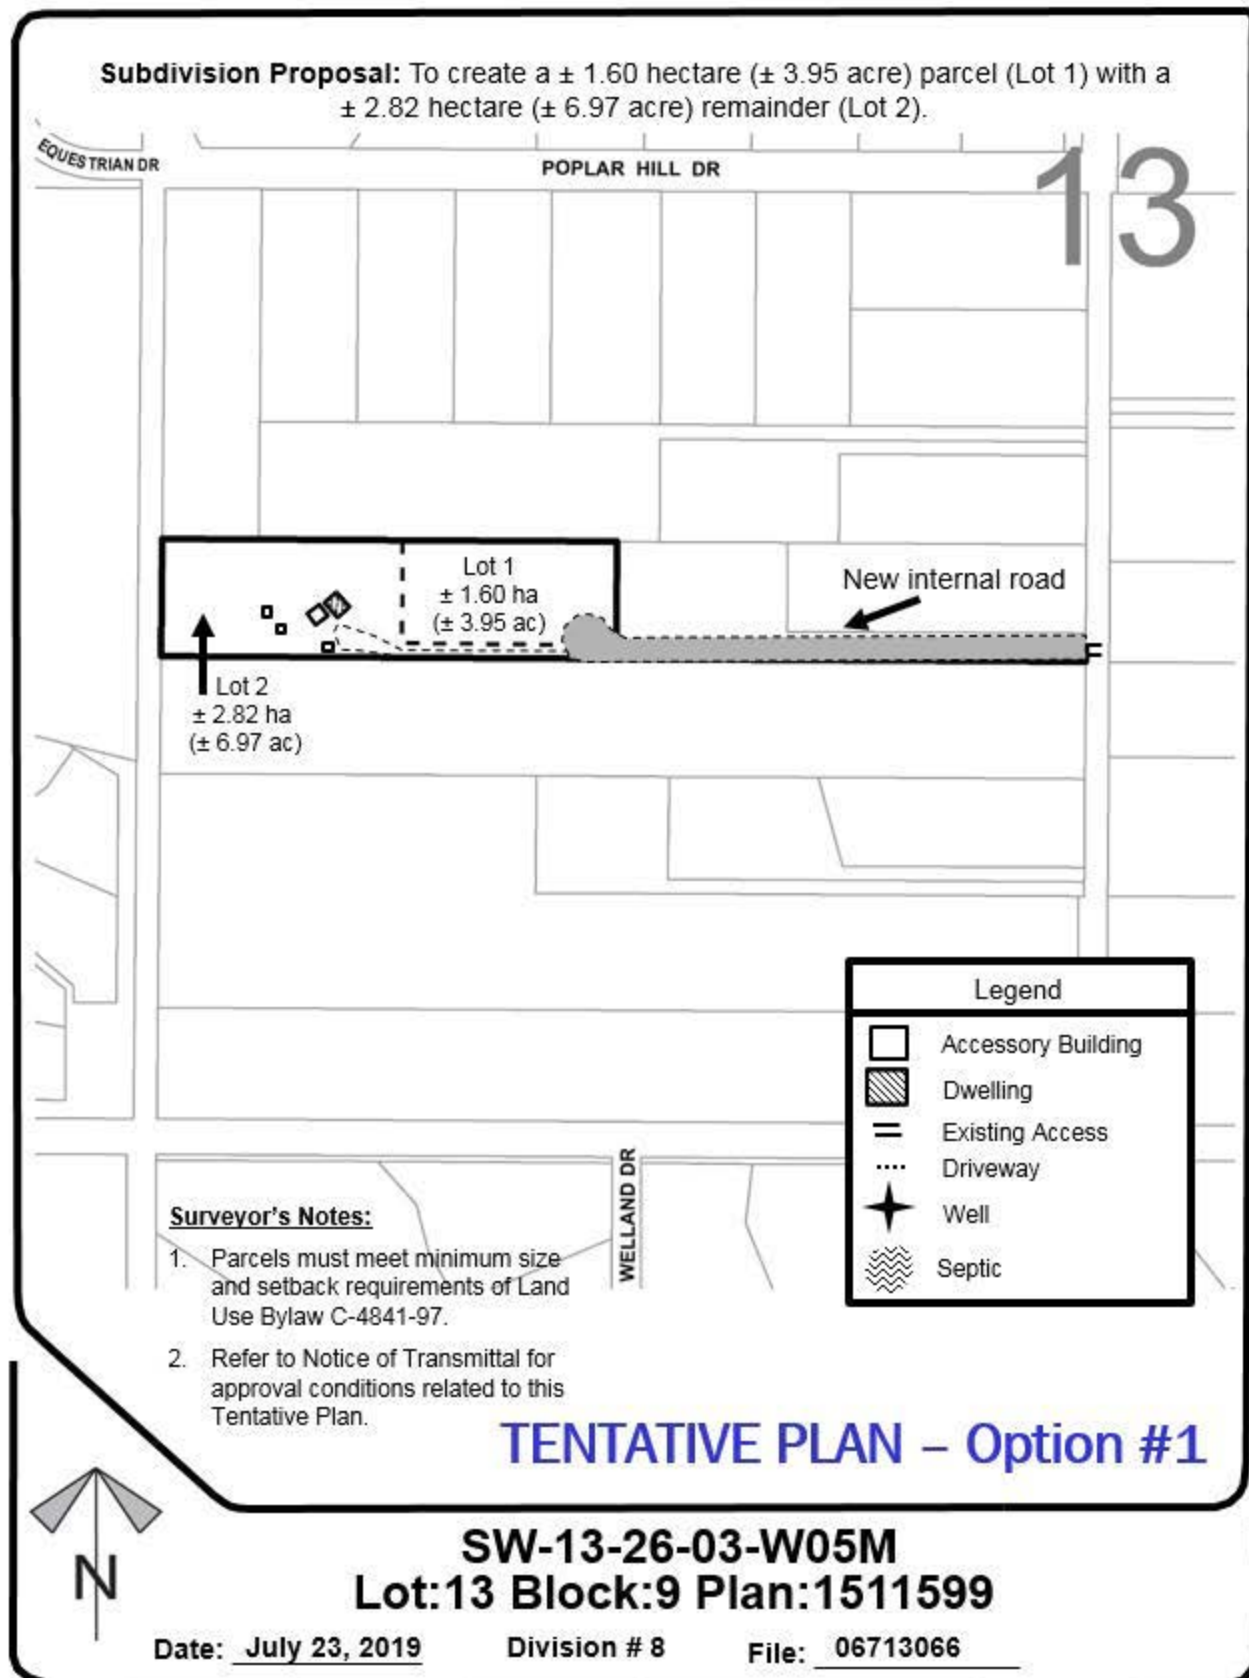 Subdivision Proposal: To create a ± 1.60 hectare (± 3.95 acre) parcel (Lot 1) with a
± 2.82 hectare (± 6.97 acre) remainder (Lot 2).
EQUESTRIAN DR
POPLAR HILL DR
13
Lot 1
± 1.60 ha
(± 3.95 ac)
New internal road
Lot 2
± 2.82 ha
(± 6.97 ac)
Legend
Accessory Building
Dwelling
Existing Access
Driveway
Well
Septic
WELLAND DR
Surveyor's Notes:
1. Parcels must meet minimum size
and setback requirements of Land
Use Bylaw C-4841-97.
2. Refer to Notice of Transmittal for
approval conditions related to this
Tentative Plan.
TENTATIVE PLAN – Option #1
N
SW-13-26-03-W05M
Lot:13 Block:9 Plan:1511599
Date: July 23, 2019 Division # 8 File: 06713066